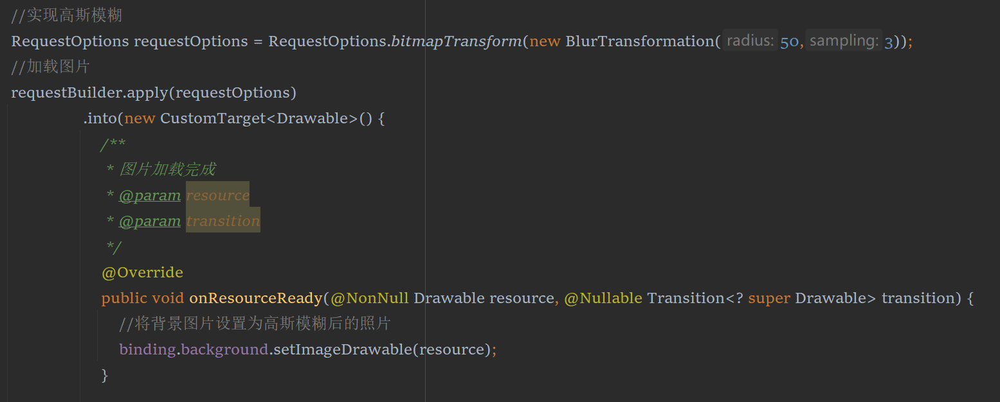 //实现高斯模糊
RequestOptions requestOptions = RequestOptions.bitmapTransform(new BlurTransformation( radius: 50, sampling: 3));
//加载图片
requestBuilder.apply(requestOptions)
.into(new CustomTarget<Drawable>() {
/**
* 图片加载完成
* @param resource
* @param transition
*/
@Override
public void onResourceReady(@NonNull Drawable resource, @Nullable Transition<? super Drawable> transition) {
//将背景图片设置为高斯模糊后的照片
binding.background.setImageDrawable(resource);
}